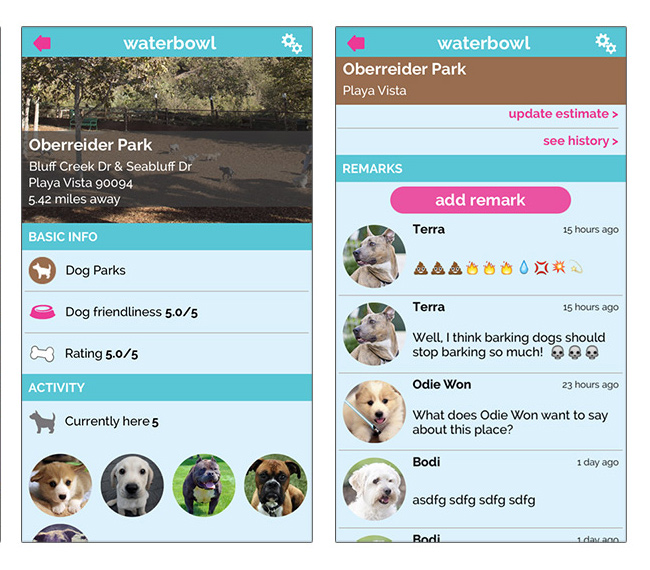 waterbowl
Oberreider Park
Bluff Creek Dr & Seabluff Dr
Playa Vista 90094
5.42 miles away
BASIC INFO
Dog Parks
Dog friendliness 5.0/5
Rating 5.0/5
ACTIVITY
Currently here 5
waterbowl
Oberreider Park
Playa Vista
update estimate >
see history >
REMARKS
add remark
Terra 15 hours ago
💩💩💩🔥🔥🔥💧💢💥💫
Terra 15 hours ago
Well, I think barking dogs should
stop barking so much! 💀💀💀
Odie Won 23 hours ago
What does Odie Won want to say
about this place?
Bodi 1 day ago
asdfg sdfg sdfg sdfg
Bodi 1 day ago